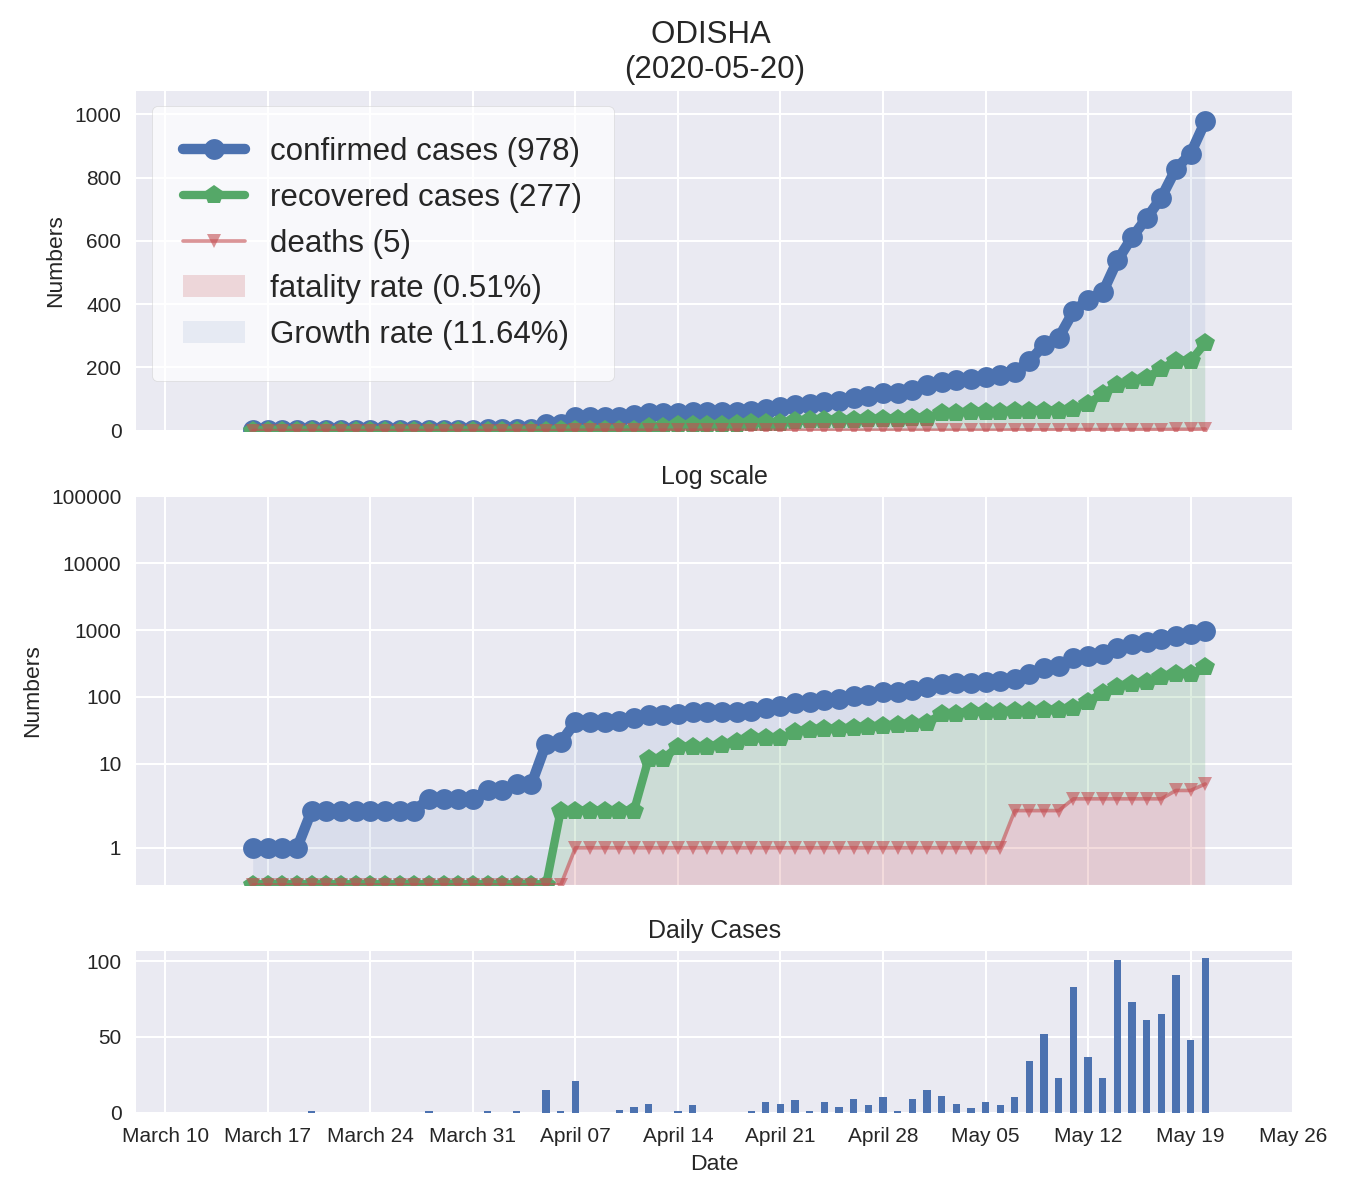 ODISHA
(2020-05-20)
1000
800
600
400
200
0
Numbers
confirmed cases (978)
recovered cases (277)
deaths (5)
fatality rate (0.51%)
Growth rate (11.64%)
Log scale
100000
10000
1000
100
10
1
Numbers
Daily Cases
100
50
0
March 10 March 17 March 24 March 31 April 07 April 14 April 21 April 28 May 05 May 12 May 19 May 26
Date